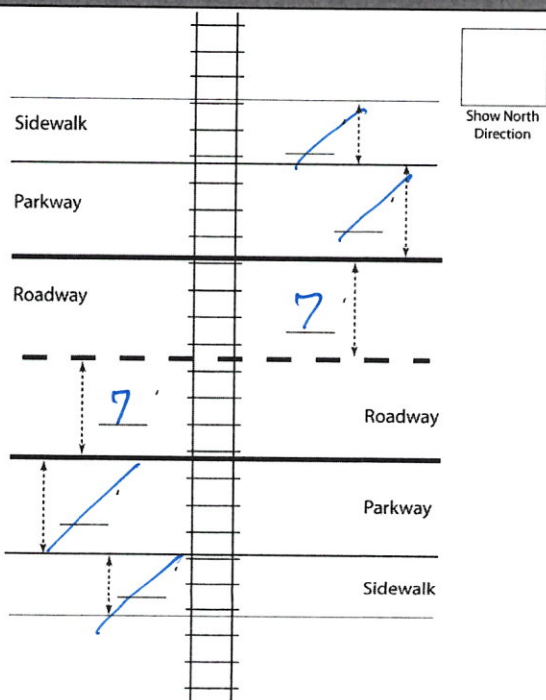 Show North
Direction
Sidewalk
Parkway
Roadway
7 '
7 '
Roadway
Parkway
Sidewalk